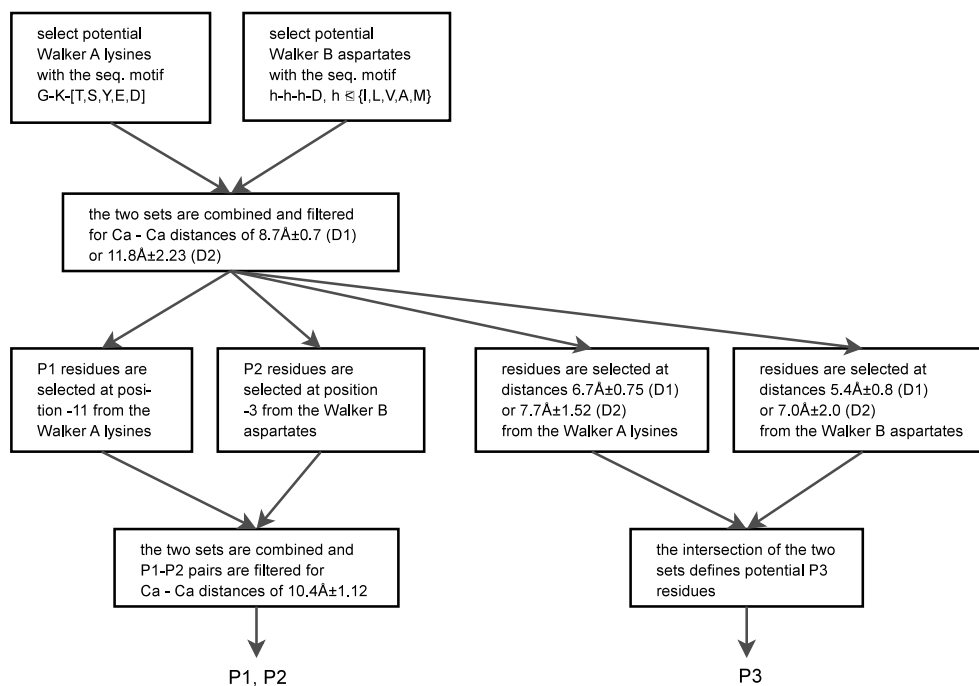 select potential
Walker A lysines
with the seq. motif
G-K-[T,S,Y,E,D]
select potential
Walker B aspartates
with the seq. motif
h-h-h-D, h ∈ {I,L,V,A,M}
the two sets are combined and filtered
for Ca - Ca distances of 8.7Å±0.7 (D1)
or 11.8Å±2.23 (D2)
P1 residues are
selected at posi-
tion -11 from the
Walker A lysines
P2 residues are
selected at position
-3 from the Walker B
aspartates
residues are selected at
distances 6.7Å±0.75 (D1)
or 7.7Å±1.52 (D2)
from the Walker A lysines
residues are selected at
distances 5.4Å±0.8 (D1)
or 7.0Å±2.0 (D2)
from the Walker B aspartates
the two sets are combined and
P1-P2 pairs are filtered for
Ca - Ca distances of 10.4Å±1.12
the intersection of the two
sets defines potential P3
residues
P1, P2
P3